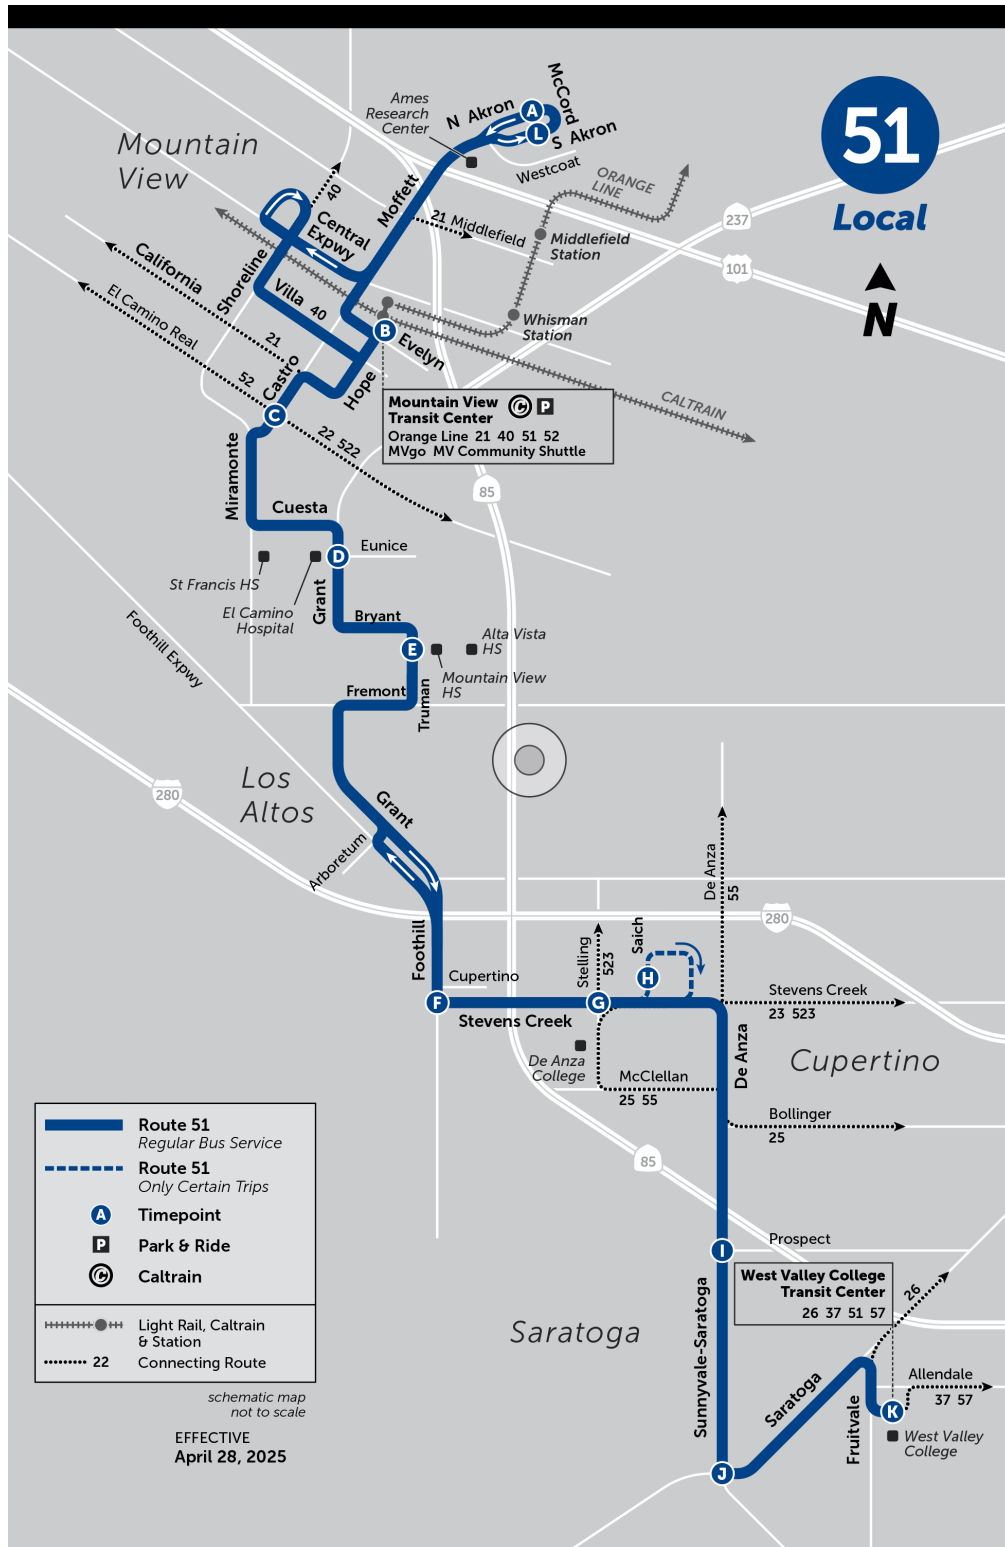 51
Local
N
Mountain
View
Ames
Research
Center
N Akron
McCord
A
L
S Akron
Westcoat
ORANGE
LINE
237
101
40
Moffett
21 Middlefield
Middlefield
Station
Central
Expwy
California
Shoreline
Villa 40
El Camino Real
21
52
Whisman
Station
B
Evelyn
Castro
Hope
C
CALTRAIN
Mountain View
Transit Center
C P
Orange Line 21 40 51 52
MVgo MV Community Shuttle
22 522
Miramonte
85
Cuesta
D
Eunice
St Francis HS
El Camino
Hospital
Grant
Bryant
E
Alta Vista
HS
Mountain View
HS
Foothill Expwy
Fremont
Truman
Los
Altos
280
Grant
Arboretum
De Anza
55
280
Foothill
Cupertino
Stelling
523
Saich
H
F
G
Stevens Creek
Stevens Creek
23 523
De Anza
College
De Anza
Cupertino
McClellan
25 55
Bollinger
25
85
I
Prospect
West Valley College
Transit Center
26 37 51 57
26
Saratoga
Sunnyvale-Saratoga
Saratoga
Fruitvale
Allendale
37 57
K
West Valley
College
J
Route 51
Regular Bus Service
Route 51
Only Certain Trips
A
Timepoint
P
Park & Ride
C
Caltrain
Light Rail, Caltrain
& Station
22
Connecting Route
schematic map
not to scale
EFFECTIVE
April 28, 2025